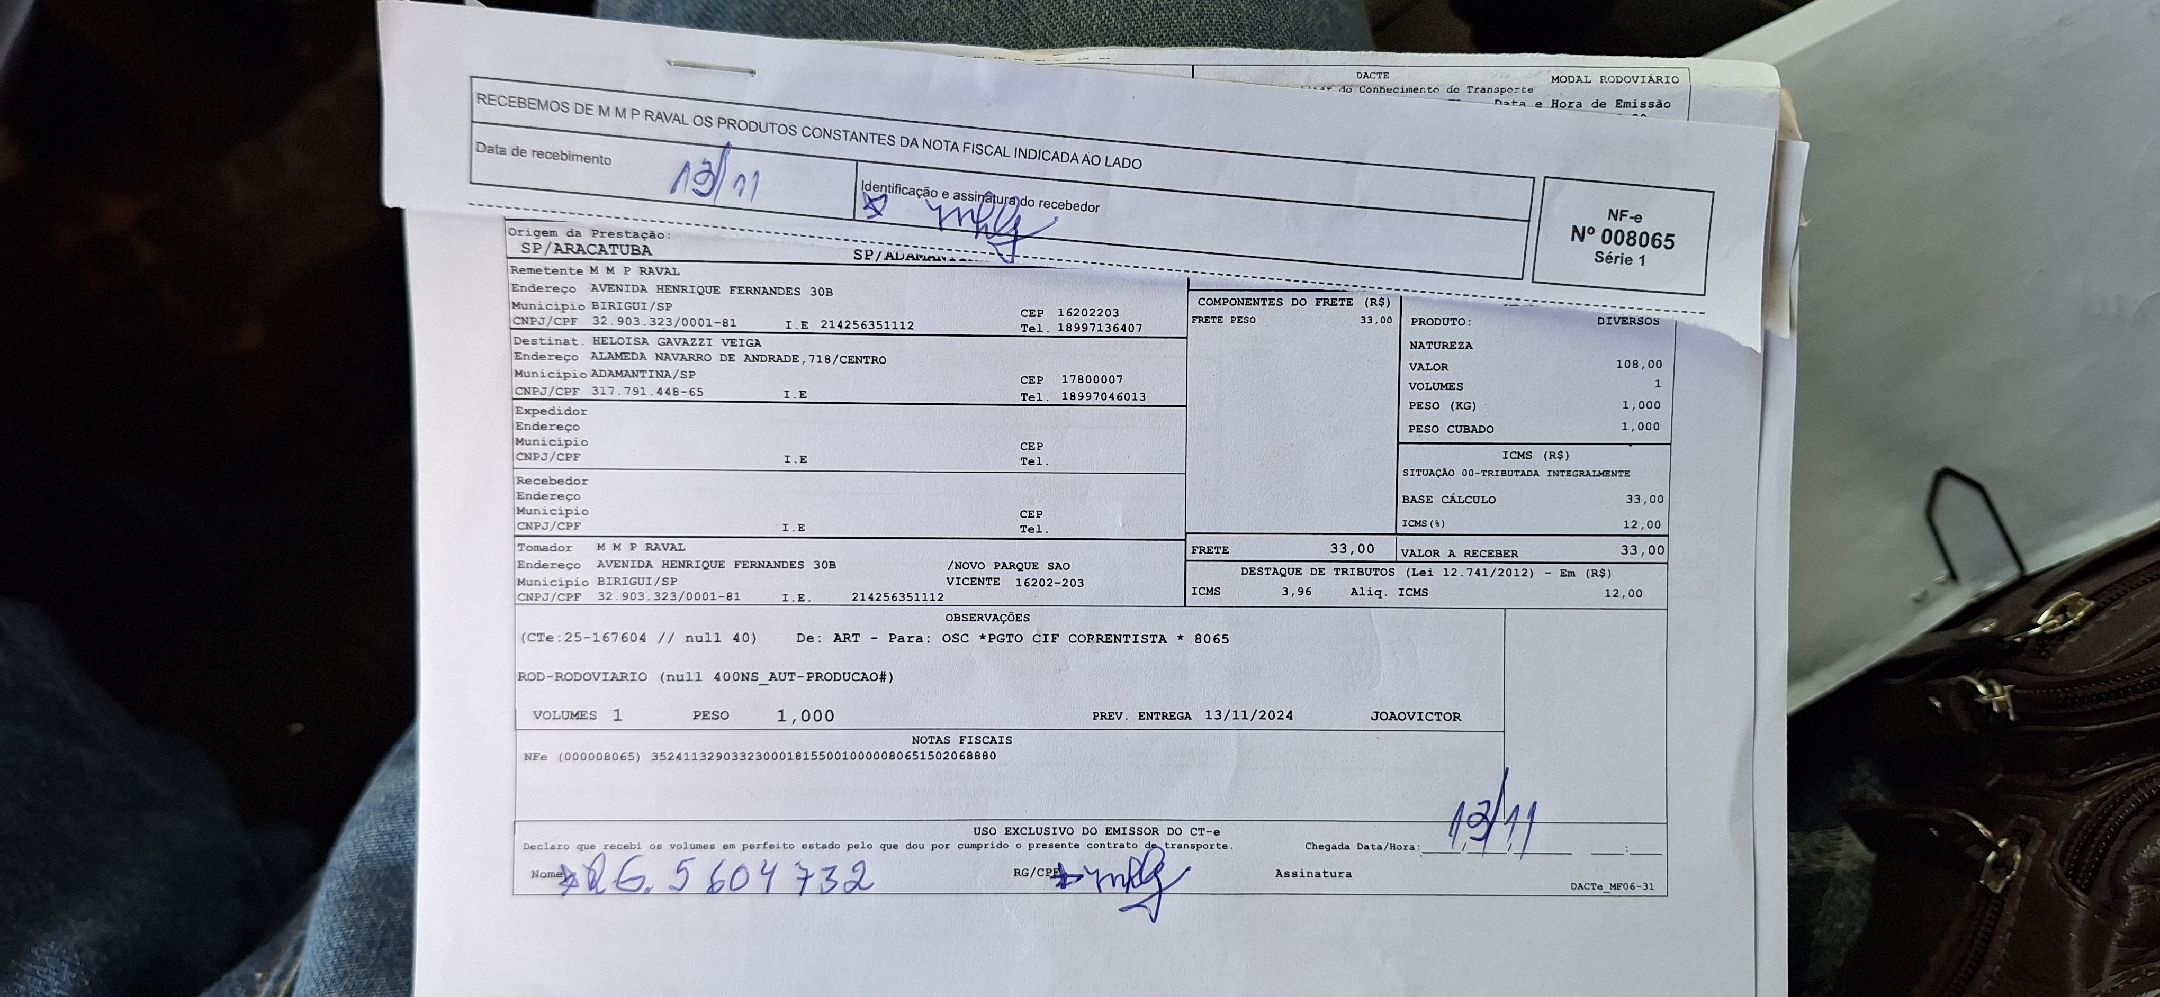 DACTE
MODAL RODOVIÁRIO
do Conhecimento de Transporte
Data e Hora de Emissão
RECEBEMOS DE M M P RAVAL OS PRODUTOS CONSTANTES DA NOTA FISCAL INDICADA AO LADO
Data de recebimento 13/11
Identificação e assinatura do recebedor
NF-e
Nº 008065
Série 1
Origem da Prestação:
SP/ARACATUBA SP/ADAMANTI
Remetente M M P RAVAL
Endereço AVENIDA HENRIQUE FERNANDES 30B
Município BIRIGUI/SP CEP 16202203
CNPJ/CPF 32.903.323/0001-81 I.E 214256351112 Tel. 18997136407
Destinat. HELOISA GAVAZZI VEIGA
Endereço ALAMEDA NAVARRO DE ANDRADE,718/CENTRO
Município ADAMANTINA/SP CEP 17800007
CNPJ/CPF 317.791.448-65 I.E Tel. 18997046013
Expedidor
Endereço
Município CEP
CNPJ/CPF I.E Tel.
Recebedor
Endereço
Município CEP
CNPJ/CPF I.E Tel.
Tomador M M P RAVAL
Endereço AVENIDA HENRIQUE FERNANDES 30B /NOVO PARQUE SAO
Município BIRIGUI/SP VICENTE 16202-203
CNPJ/CPF 32.903.323/0001-81 I.E. 214256351112
COMPONENTES DO FRETE (R$)
FRETE PESO 33,00
PRODUTO: DIVERSOS
NATUREZA
VALOR 108,00
VOLUMES 1
PESO (KG) 1,000
PESO CUBADO 1,000
ICMS (R$)
SITUAÇÃO 00-TRIBUTADA INTEGRALMENTE
BASE CÁLCULO 33,00
ICMS(%) 12,00
FRETE 33,00 VALOR A RECEBER 33,00
DESTAQUE DE TRIBUTOS (Lei 12.741/2012) - Em (R$)
ICMS 3,96 Aliq. ICMS 12,00
OBSERVAÇÕES
(CTe:25-167604 // null 40) De: ART - Para: OSC *PGTO CIF CORRENTISTA * 8065
ROD-RODOVIARIO (null 400NS_AUT-PRODUCAO#)
VOLUMES 1 PESO 1,000 PREV. ENTREGA 13/11/2024 JOAOVICTOR
NOTAS FISCAIS
NFe (000008065) 35241132903323000181550010000080651502068880
USO EXCLUSIVO DO EMISSOR DO CT-e
Declaro que recebi os volumes em perfeito estado pelo que dou por cumprido o presente contrato de transporte. Chegada Data/Hora: 13/11
Nome RG. 5604732 RG/CPF Assinatura
DACTe_MF06-31